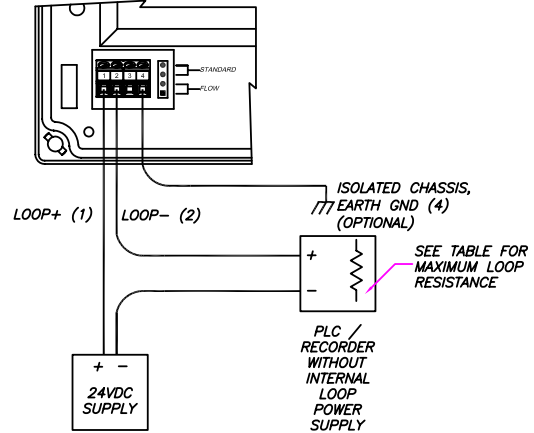 1 2 3 4
STANDARD
FLOW
ISOLATED CHASSIS,
EARTH GND (4)
(OPTIONAL)
LOOP+ (1)
LOOP- (2)
+
-
SEE TABLE FOR
MAXIMUM LOOP
RESISTANCE
PLC /
RECORDER
WITHOUT
INTERNAL
LOOP
POWER
SUPPLY
+ -
24VDC
SUPPLY